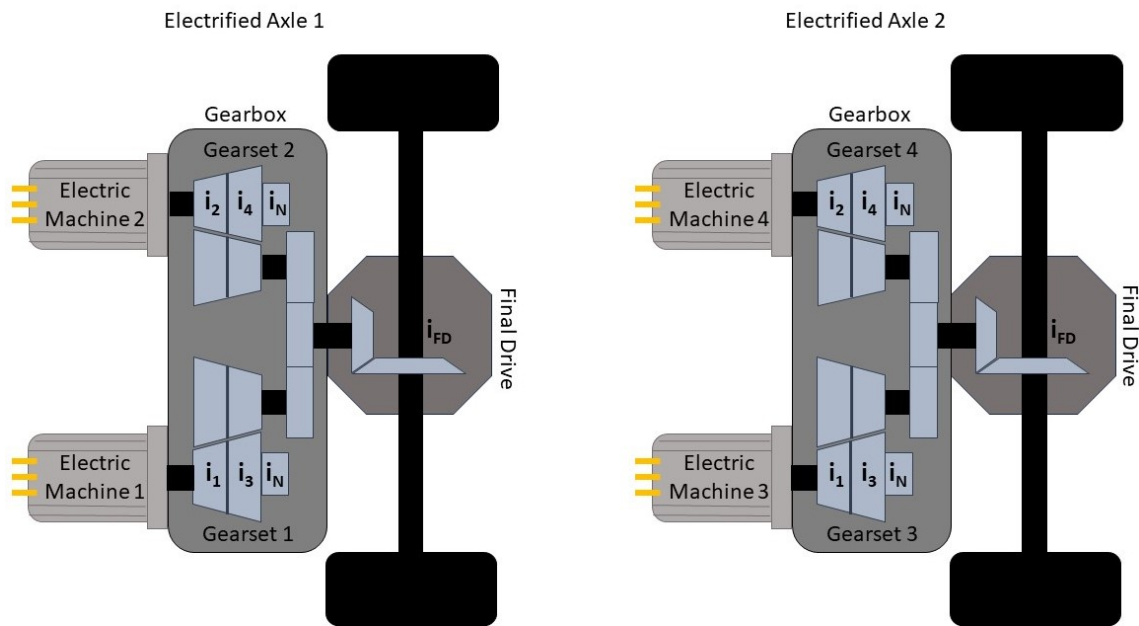 Electrified Axle 1
Gearbox
Gearset 2
Electric
Machine 2
i2 i4 iN
iFD
Final Drive
Electric
Machine 1
i1 i3 iN
Gearset 1
Electrified Axle 2
Gearbox
Gearset 4
Electric
Machine 4
i2 i4 iN
iFD
Final Drive
Electric
Machine 3
i1 i3 iN
Gearset 3